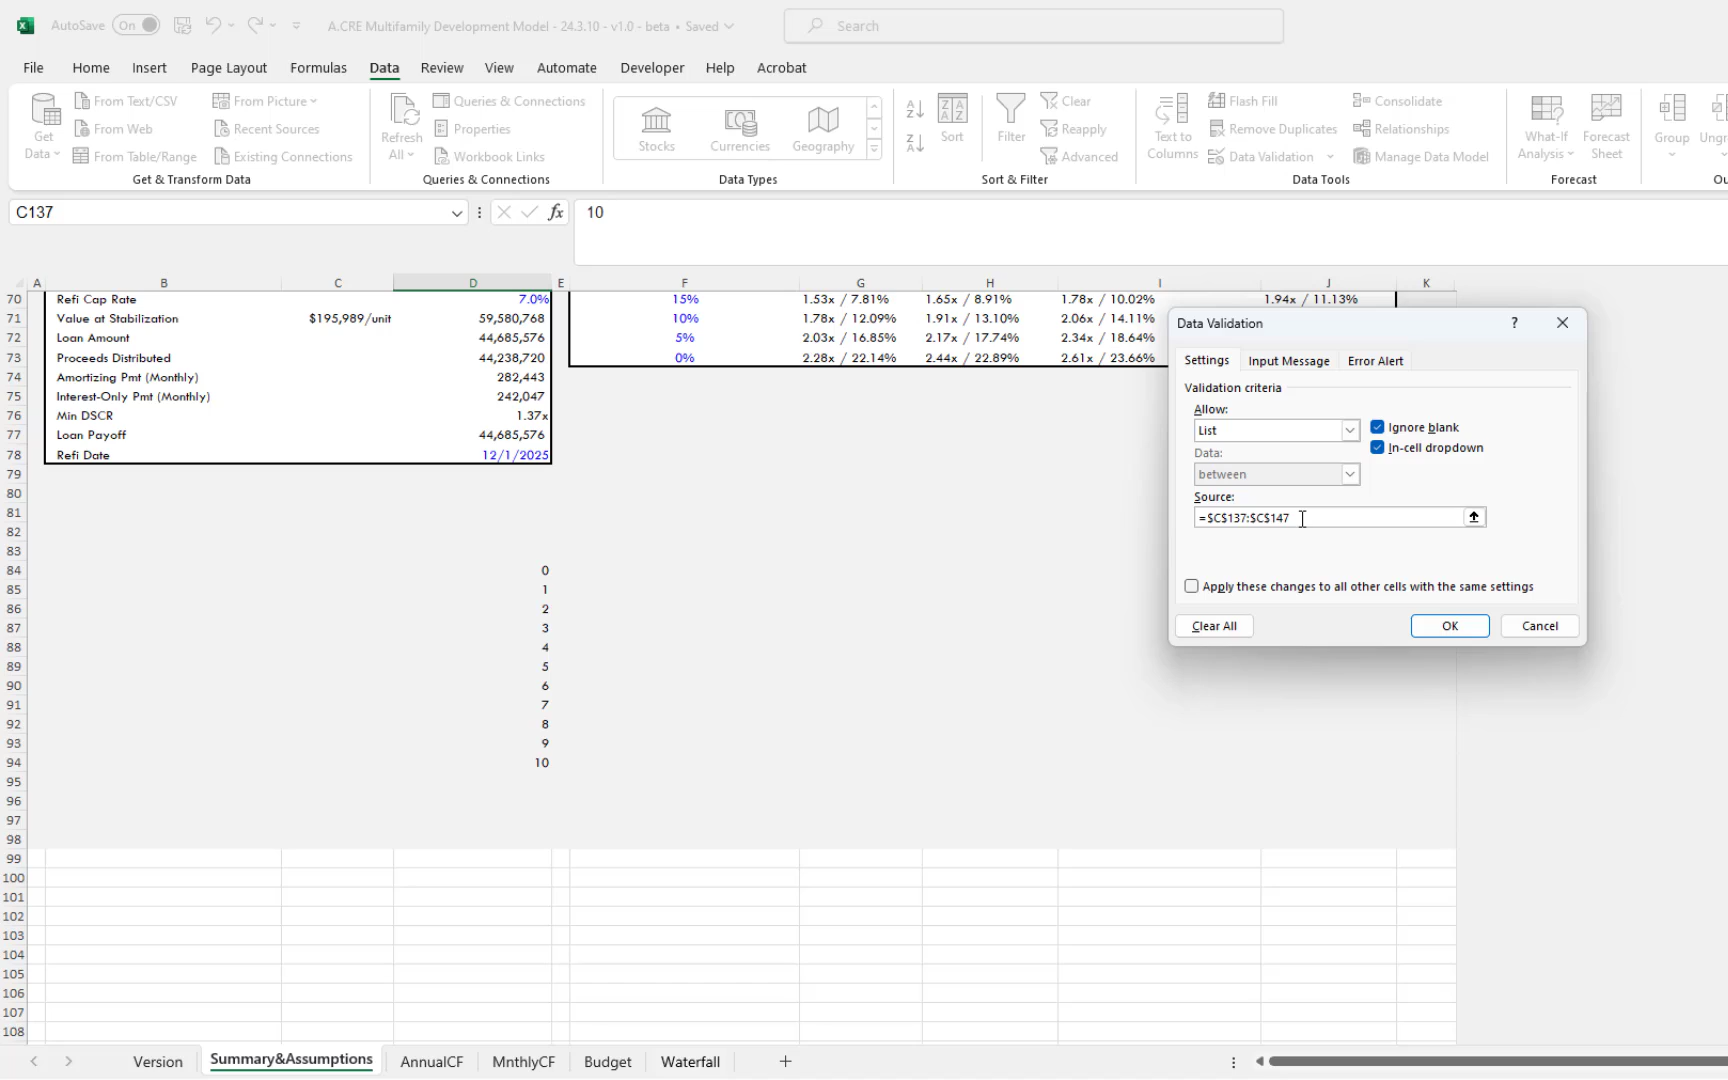 AutoSave On A.CRE Multifamily Development Model - 24.3.10 - v1.0 - beta • Saved Search
File Home Insert Page Layout Formulas Data Review View Automate Developer Help Acrobat
Get Data
From Text/CSV
From Web
From Table/Range
From Picture
Recent Sources
Existing Connections
Get & Transform Data
Refresh All
Queries & Connections
Properties
Workbook Links
Queries & Connections
Stocks Currencies Geography
Data Types
Sort
Filter
Clear
Reapply
Advanced
Sort & Filter
Text to Columns
Flash Fill
Remove Duplicates
Data Validation
Consolidate
Relationships
Manage Data Model
Data Tools
What-If Analysis
Forecast Sheet
Forecast
Group
C137 fx 10
A B C D E F G H I J K
70 Refi Cap Rate 7.0% 15% 1.53x / 7.81% 1.65x / 8.91% 1.78x / 10.02% 1.94x / 11.13%
71 Value at Stabilization $195,989/unit 59,580,768 10% 1.78x / 12.09% 1.91x / 13.10% 2.06x / 14.11%
72 Loan Amount 44,685,576 5% 2.03x / 16.85% 2.17x / 17.74% 2.34x / 18.64%
73 Proceeds Distributed 44,238,720 0% 2.28x / 22.14% 2.44x / 22.89% 2.61x / 23.66%
74 Amortizing Pmt (Monthly) 282,443
75 Interest-Only Pmt (Monthly) 242,047
76 Min DSCR 1.37x
77 Loan Payoff 44,685,576
78 Refi Date 12/1/2025
79
80
81
82
83
84 0
85 1
86 2
87 3
88 4
89 5
90 6
91 7
92 8
93 9
94 10
95
96
97
98
99
100
101
102
103
104
105
106
107
108
Data Validation ?
Settings Input Message Error Alert
Validation criteria
Allow:
List
Ignore blank
In-cell dropdown
Data:
between
Source:
=$C$137:$C$147
Apply these changes to all other cells with the same settings
Clear All OK Cancel
Version Summary&Assumptions AnnualCF MnthlyCF Budget Waterfall